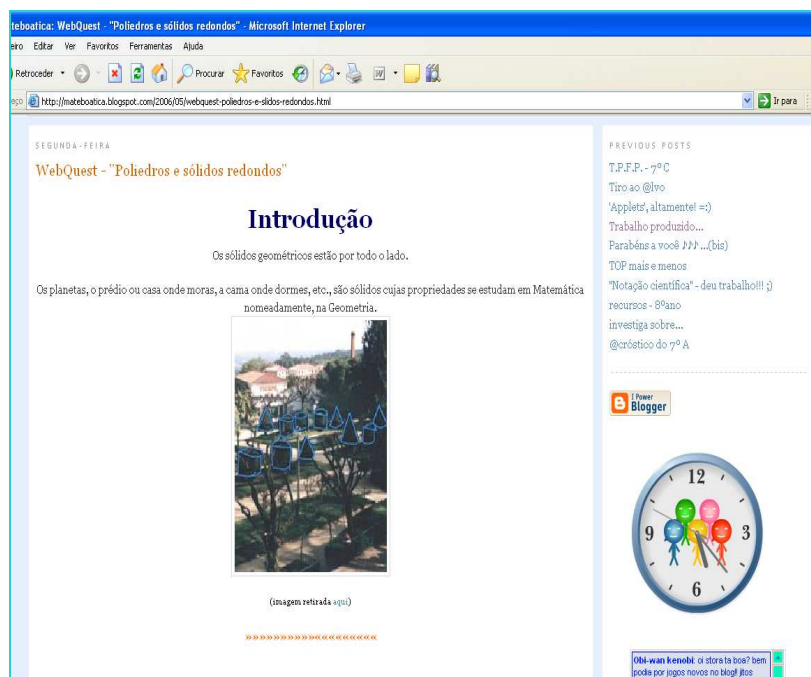 teboatica: WebQuest - "Poliedros e sólidos redondos" - Microsoft Internet Explorer
eiro Editar Ver Favoritos Ferramentas Ajuda
Retroceder Procurar Favoritos
eço http://mateboatica.blogspot.com/2006/05/webquest-poliedros-e-slidos-redondos.html Ir para
SEGUNDA-FEIRA
WebQuest - "Poliedros e sólidos redondos"
Introdução
Os sólidos geométricos estão por todo o lado.
Os planetas, o prédio ou casa onde moras, a cama onde dormes, etc., são sólidos cujas propriedades se estudam em Matemática
nomeadamente, na Geometria.
(imagem retirada aqui)
»»»»»»»»»»«««««««««
PREVIOUS POSTS
T.P.F.P. - 7º C
Tiro ao @lvo
'Applets', altamente! =:)
Trabalho produzido...
Parabéns a você ♪♪♪ ...(bis)
TOP mais e menos
"Notação científica" - deu trabalho!!! ;)
recursos - 8ºano
investiga sobre...
@cróstico do 7º A
I Power
Blogger
12
9 3
6
Obi-wan kenobi: oi stora ta boa? bem
podia por jogos novos no blog!! jitos